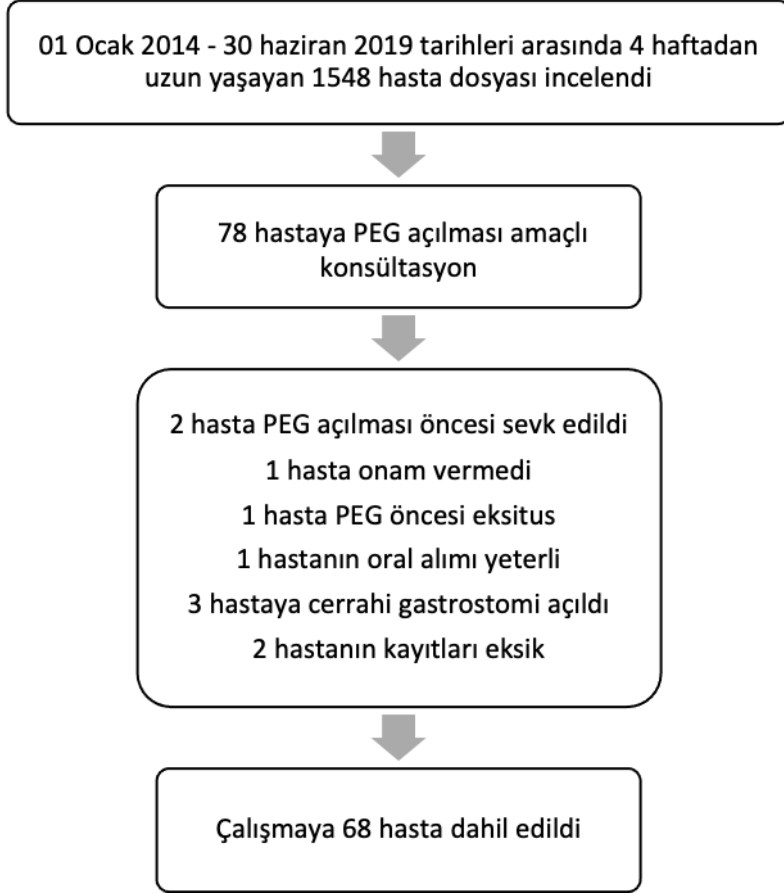 01 Ocak 2014 - 30 haziran 2019 tarihleri arasında 4 haftadan
uzun yaşayan 1548 hasta dosyası incelendi
78 hastaya PEG açılması amaçlı
konsültasyon
2 hasta PEG açılması öncesi sevk edildi
1 hasta onam vermedi
1 hasta PEG öncesi eksitus
1 hastanın oral alımı yeterli
3 hastaya cerrahi gastrostomi açıldı
2 hastanın kayıtları eksik
Çalışmaya 68 hasta dahil edildi